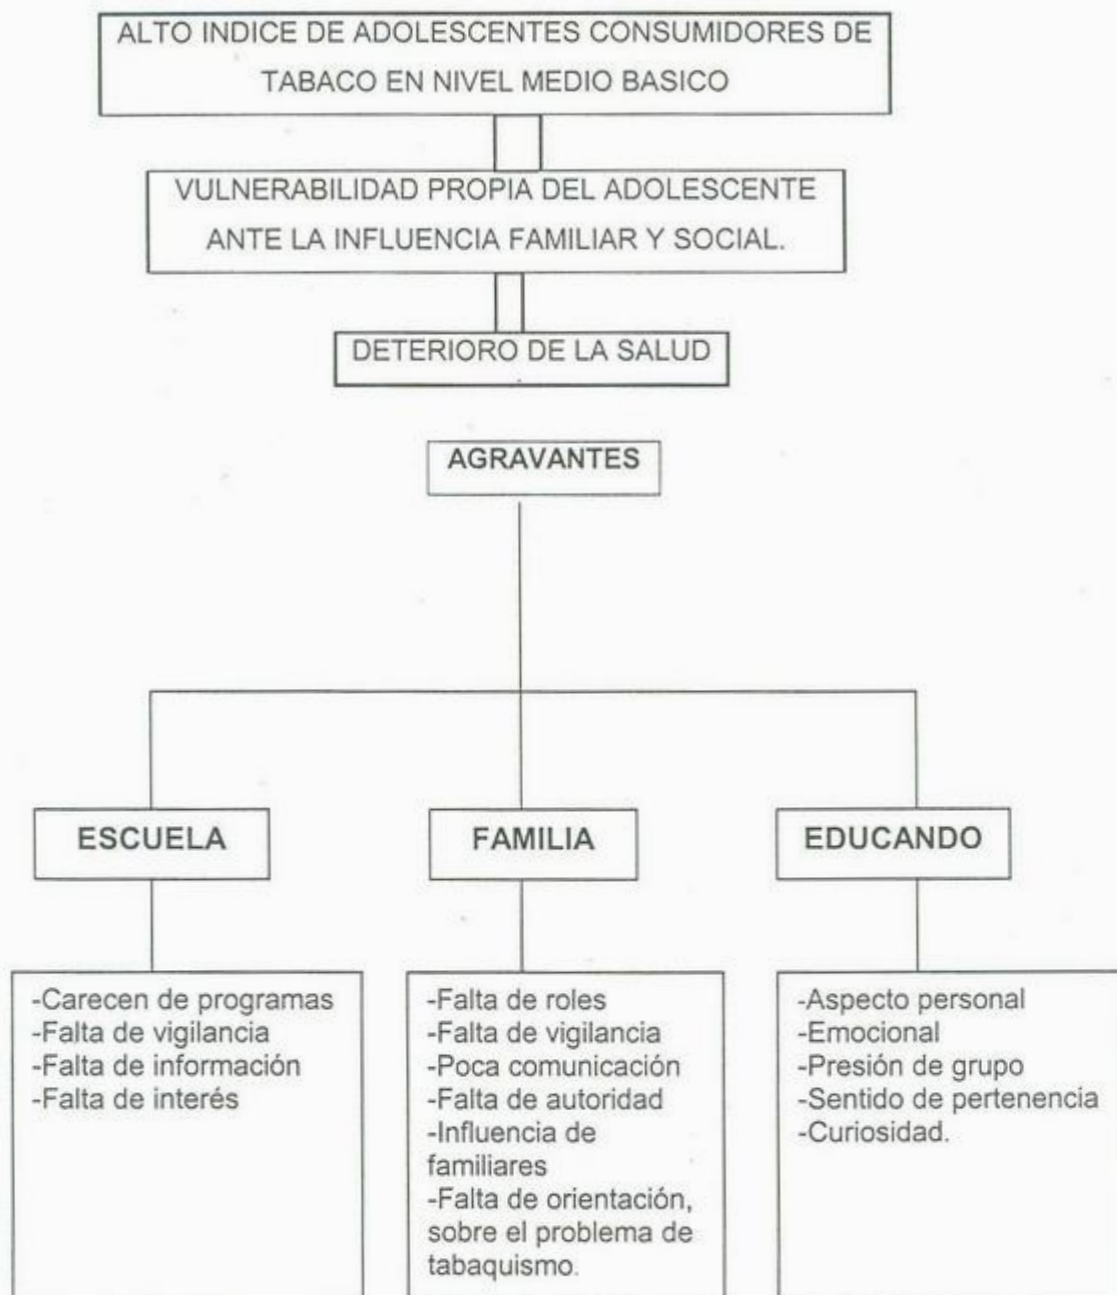 ALTO INDICE DE ADOLESCENTES CONSUMIDORES DE
TABACO EN NIVEL MEDIO BASICO
VULNERABILIDAD PROPIA DEL ADOLESCENTE
ANTE LA INFLUENCIA FAMILIAR Y SOCIAL.
DETERIORO DE LA SALUD
AGRAVANTES
ESCUELA
-Carecen de programas
-Falta de vigilancia
-Falta de información
-Falta de interés
FAMILIA
-Falta de roles
-Falta de vigilancia
-Poca comunicación
-Falta de autoridad
-Influencia de
familiares
-Falta de orientación,
sobre el problema de
tabaquismo.
EDUCANDO
-Aspecto personal
-Emocional
-Presión de grupo
-Sentido de pertenencia
-Curiosidad.